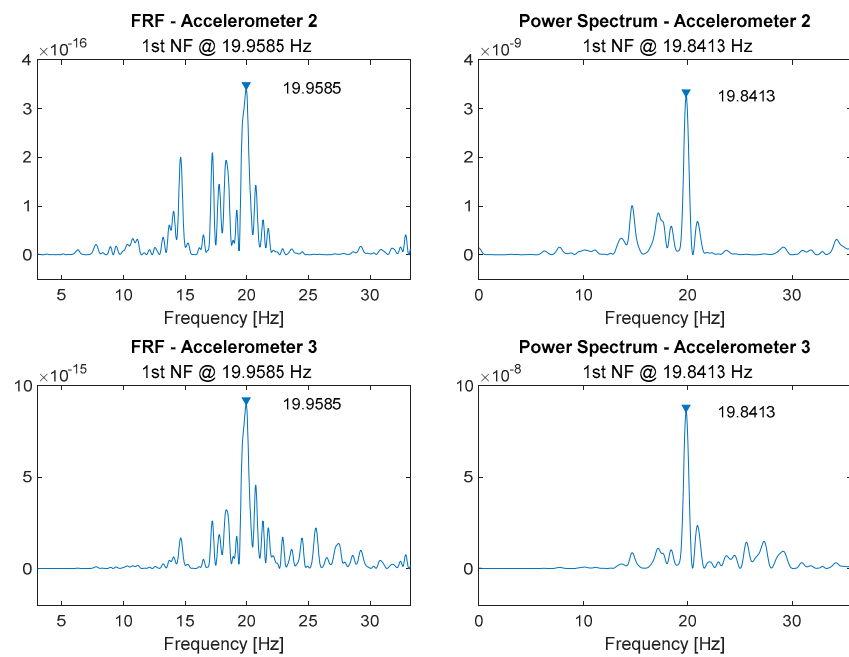 FRF - Accelerometer 2
1st NF @ 19.9585 Hz
×10^-16
4
3
2
1
0
19.9585
5 10 15 20 25 30
Frequency [Hz]
Power Spectrum - Accelerometer 2
1st NF @ 19.8413 Hz
×10^-9
4
3
2
1
0
19.8413
0 10 20 30
Frequency [Hz]
FRF - Accelerometer 3
1st NF @ 19.9585 Hz
×10^-15
10
5
0
19.9585
5 10 15 20 25 30
Frequency [Hz]
Power Spectrum - Accelerometer 3
1st NF @ 19.8413 Hz
×10^-8
10
5
0
19.8413
0 10 20 30
Frequency [Hz]